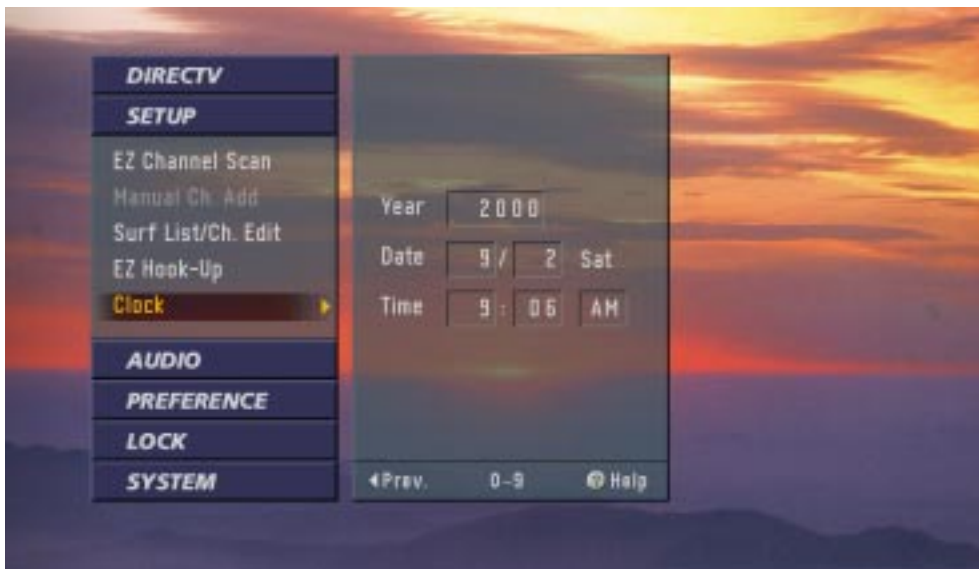 DIRECTV
SETUP
EZ Channel Scan
Manual Ch. Add
Surf List/Ch. Edit
EZ Hook-Up
Clock
AUDIO
PREFERENCE
LOCK
SYSTEM
Year 2000
Date 9 / 2 Sat
Time 9 : 06 AM
Prev. 0-9 Help